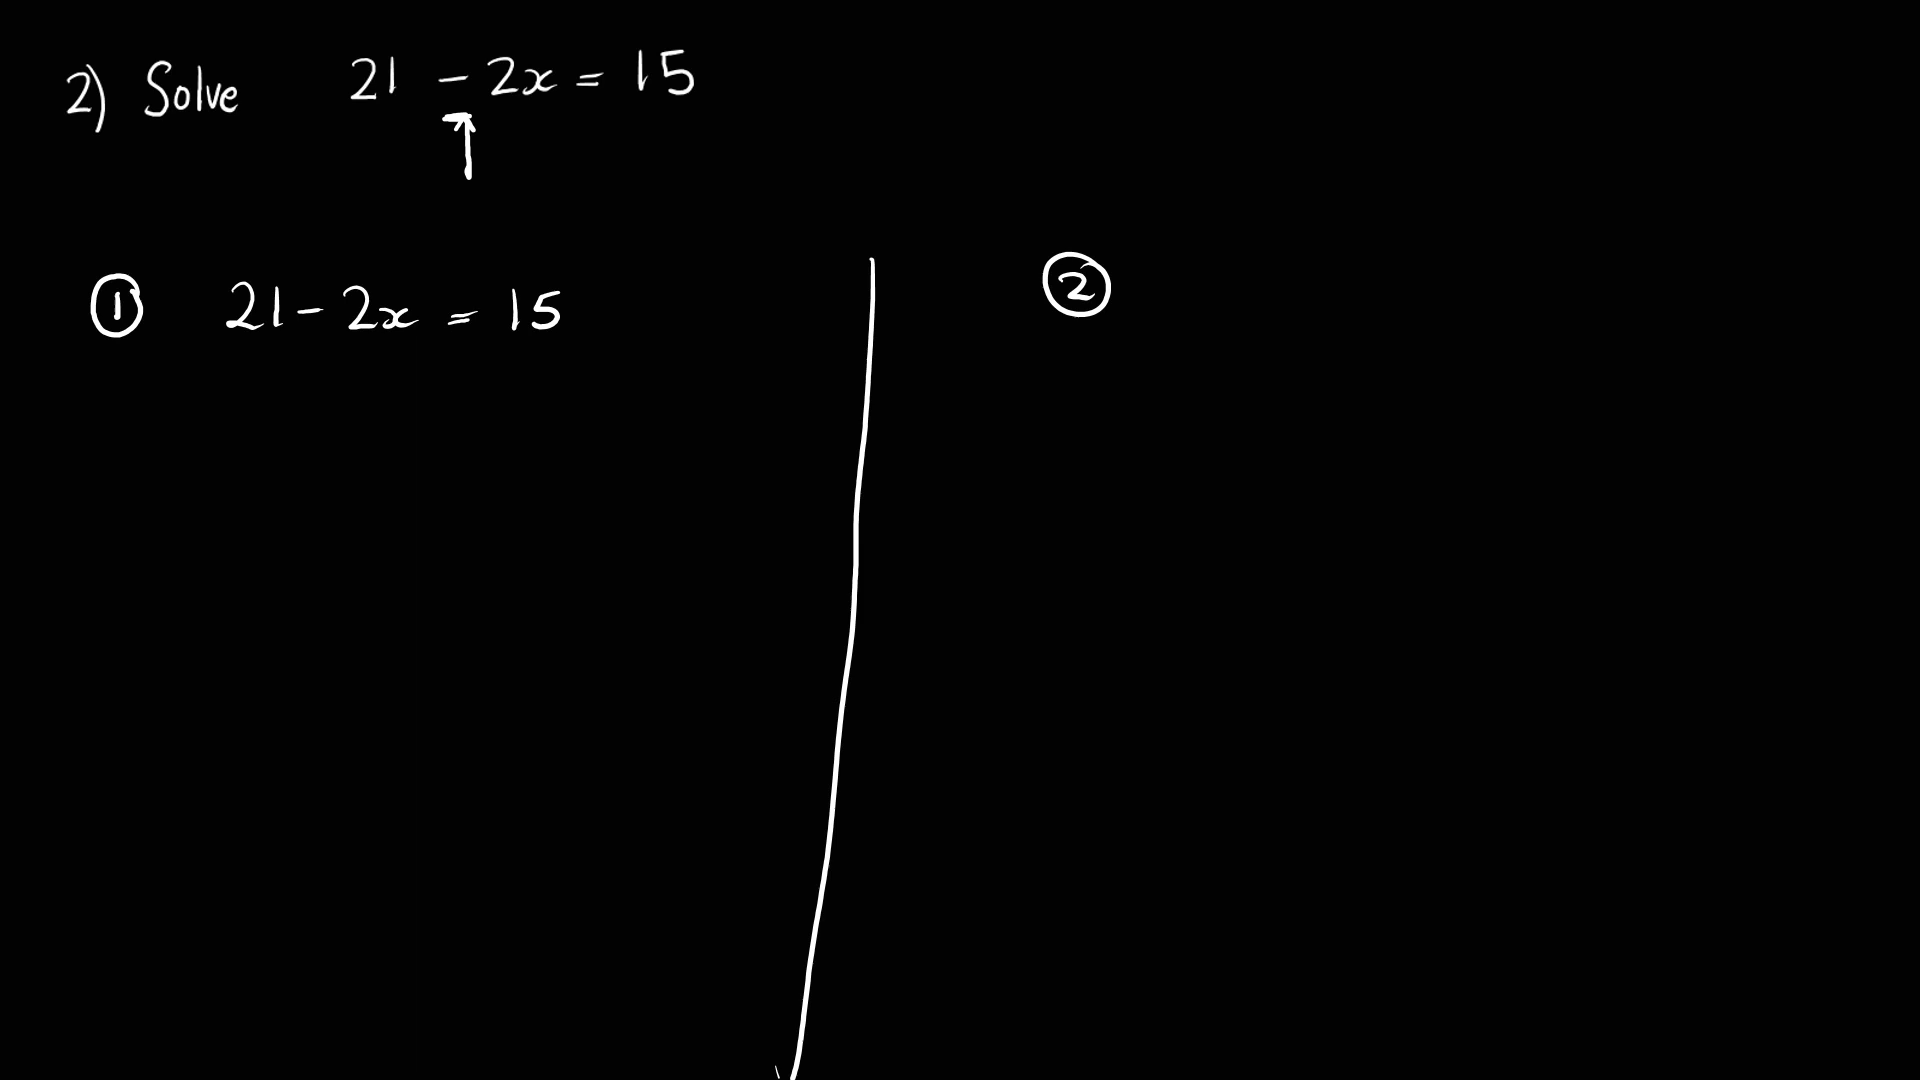 2) Solve 21 - 2x = 15
① 21 - 2x = 15
②